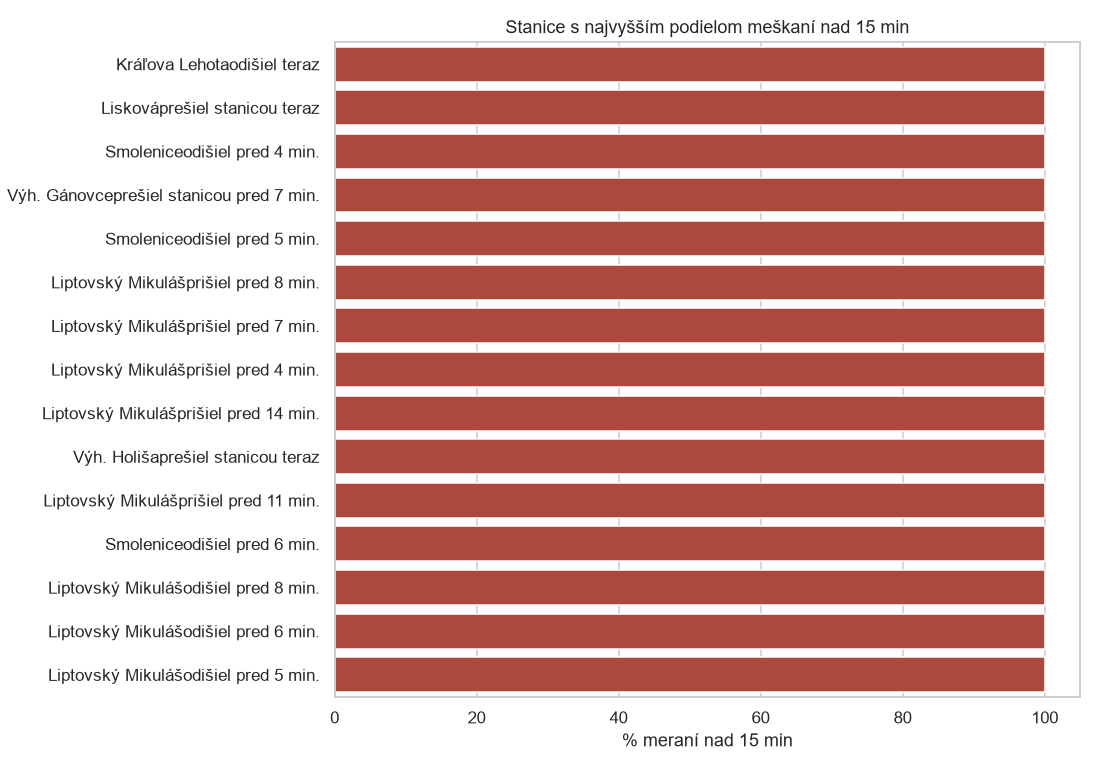 Stanice s najvyšším podielom meškaní nad 15 min
Kráľova Lehotaodišiel teraz
Liskováprešiel stanicou teraz
Smoleniceodišiel pred 4 min.
Výh. Gánovceprešiel stanicou pred 7 min.
Smoleniceodišiel pred 5 min.
Liptovský Mikulášprišiel pred 8 min.
Liptovský Mikulášprišiel pred 7 min.
Liptovský Mikulášprišiel pred 4 min.
Liptovský Mikulášprišiel pred 14 min.
Výh. Holišaprešiel stanicou teraz
Liptovský Mikulášprišiel pred 11 min.
Smoleniceodišiel pred 6 min.
Liptovský Mikulášodišiel pred 8 min.
Liptovský Mikulášodišiel pred 6 min.
Liptovský Mikulášodišiel pred 5 min.
0 20 40 60 80 100
% meraní nad 15 min